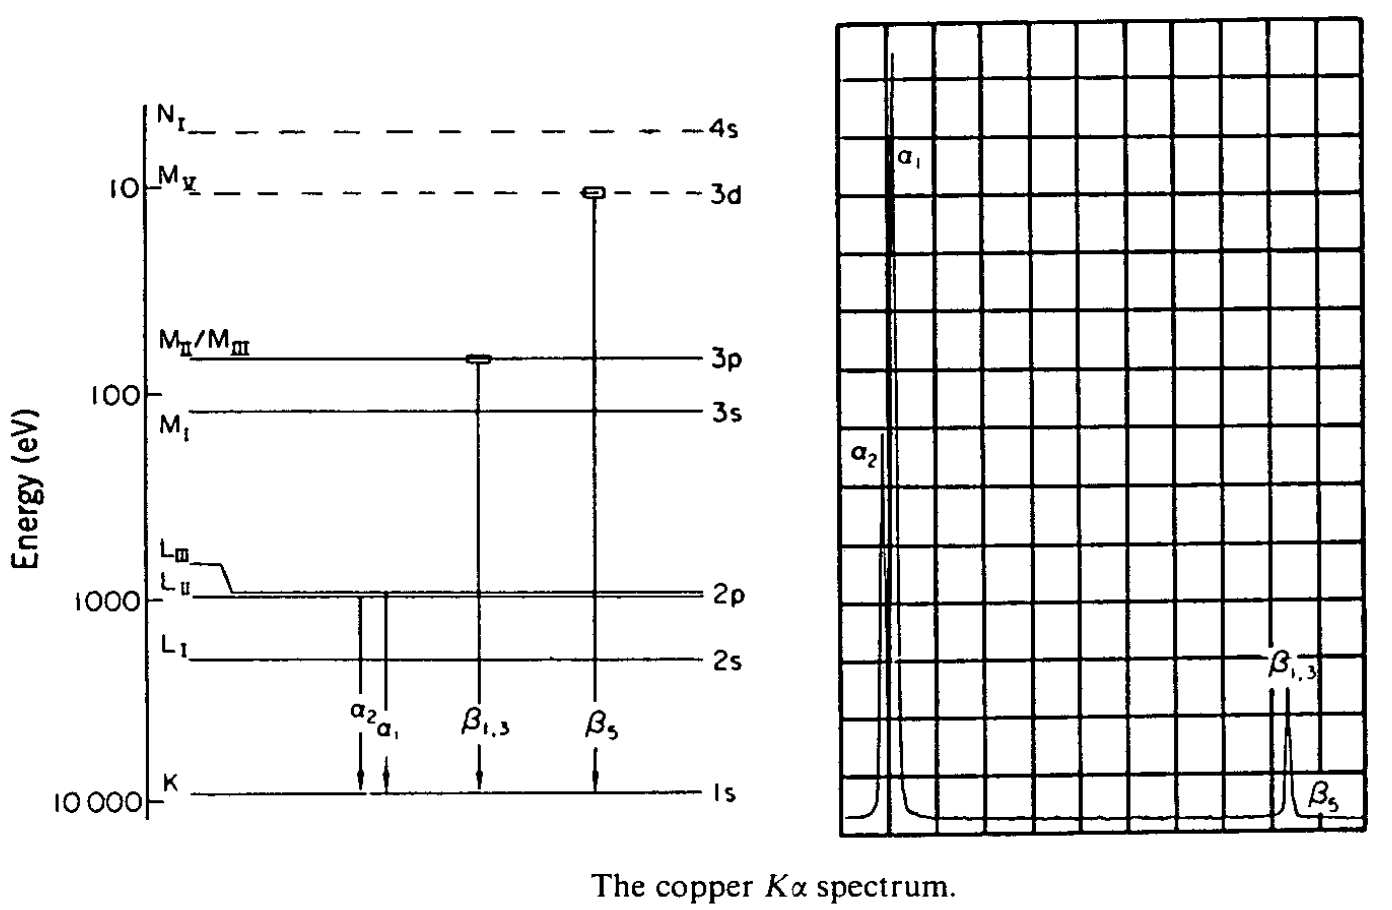 Energy (eV)
10
100
1000
10 000
N_I
4s
M_V
3d
M_II/M_III
3p
M_I
3s
L_III
L_II
2p
L_I
2s
K
1s
α₂
α₁
β₁,₃
β₅
α₁
α₂
β₁,₃
β₅
The copper Kα spectrum.